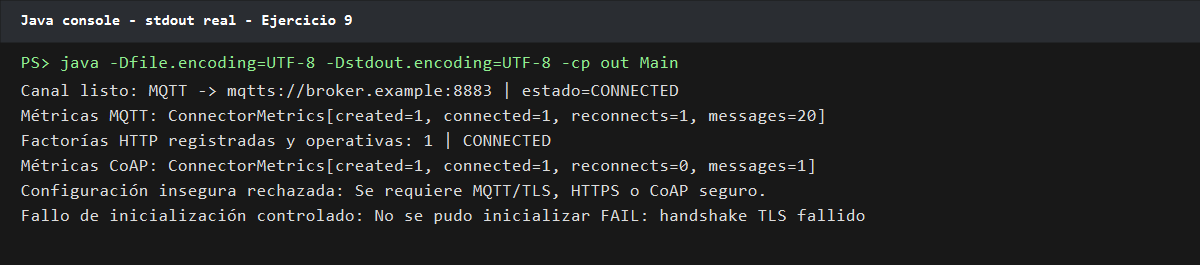 Java console - stdout real - Ejercicio 9
PS> java -Dfile.encoding=UTF-8 -Dstdout.encoding=UTF-8 -cp out Main
Canal listo: MQTT -> mqtts://broker.example:8883 | estado=CONNECTED
Métricas MQTT: ConnectorMetrics[created=1, connected=1, reconnects=1, messages=20]
Factorías HTTP registradas y operativas: 1 | CONNECTED
Métricas CoAP: ConnectorMetrics[created=1, connected=1, reconnects=0, messages=1]
Configuración insegura rechazada: Se requiere MQTT/TLS, HTTPS o CoAP seguro.
Fallo de inicialización controlado: No se pudo inicializar FAIL: handshake TLS fallido